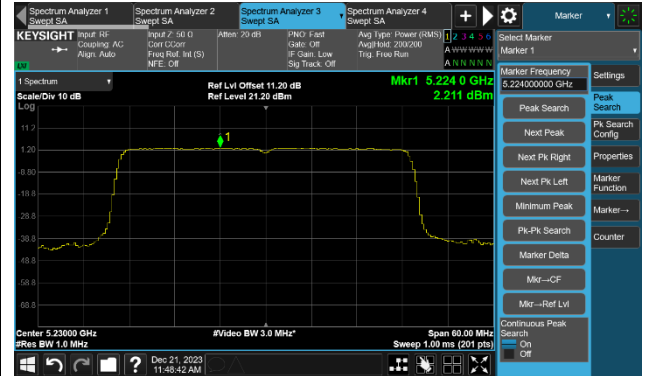 Spectrum Analyzer 1
Swept SA
Spectrum Analyzer 2
Swept SA
Spectrum Analyzer 3
Swept SA
Spectrum Analyzer 4
Swept SA
+
Marker
KEYSIGHT
Input: RF
Coupling: AC
Align: Auto
Input Z: 50 Ω
Corr CCorr
Freq Ref: Int (S)
NFE: Off
Atten: 20 dB
PNO: Fast
Gate: Off
IF Gain: Low
Sig Track: Off
Avg Type: Power (RMS)
Avg|Hold: 200/200
Trig: Free Run
1 2 3 4 5 6
A W W W W W
A N N N N N
LXI
Select Marker
Marker 1
1 Spectrum
Scale/Div 10 dB
Log
Ref Lvl Offset 11.20 dB
Ref Level 21.20 dBm
Mkr1 5.224 0 GHz
2.211 dBm
11.2
1.20
-8.80
-18.8
-28.8
-38.8
-48.8
-58.8
-68.8
1
Center 5.23000 GHz
#Res BW 1.0 MHz
#Video BW 3.0 MHz*
Span 60.00 MHz
Sweep 1.00 ms (201 pts)
Marker Frequency
5.224000000 GHz
Peak Search
Next Peak
Next Pk Right
Next Pk Left
Minimum Peak
Pk-Pk Search
Marker Delta
Mkr→CF
Mkr→Ref Lvl
Continuous Peak
Search
On
Off
Settings
Peak
Search
Pk Search
Config
Properties
Marker
Function
Marker→
Counter
?
Dec 21, 2023
11:48:42 AM